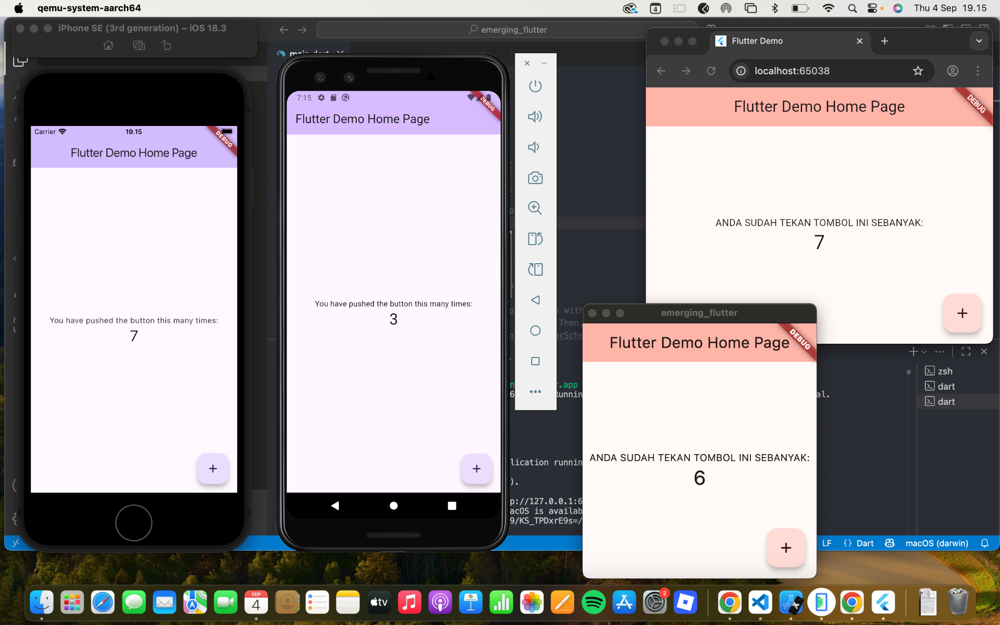 qemu-system-aarch64
4
Thu 4 Sep 19.15
iPhone SE (3rd generation) – iOS 18.3
emerging_flutter
main.dart
Carrier
19.15
DEBUG
Flutter Demo Home Page
You have pushed the button this many times:
7
7:15
DEBUG
Flutter Demo Home Page
You have pushed the button this many times:
3
Flutter Demo
localhost:65038
Flutter Demo Home Page
DEBUG
ANDA SUDAH TEKAN TOMBOL INI SEBANYAK:
7
emerging_flutter
Flutter Demo Home Page
DEBUG
ANDA SUDAH TEKAN TOMBOL INI SEBANYAK:
6
with
Then,
.app
al.
lication runnin
).
p://127.0.0.1:6
acOS is availab
9/KS_TPDxrE9s=/
zsh
dart
dart
LF
{} Dart
macOS (darwin)
SEP
4
tv
2